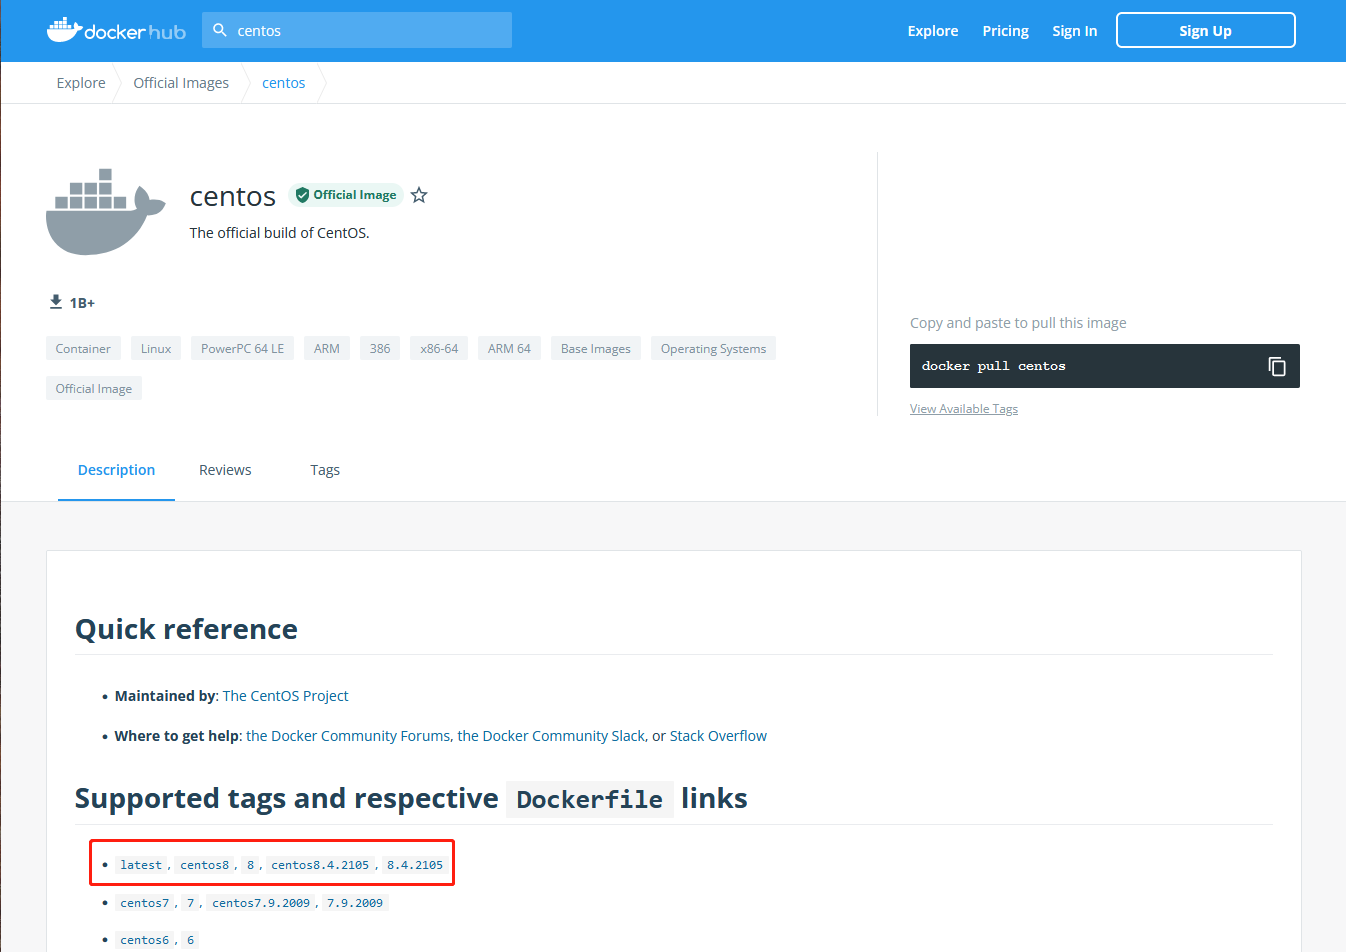 docker hub centos Explore Pricing Sign In Sign Up
Explore Official Images centos
centos Official Image
The official build of CentOS.
1B+
Container Linux PowerPC 64 LE ARM 386 x86-64 ARM 64 Base Images Operating Systems
Official Image
Copy and paste to pull this image
docker pull centos
View Available Tags
Description Reviews Tags
Quick reference
• Maintained by: The CentOS Project
• Where to get help: the Docker Community Forums, the Docker Community Slack, or Stack Overflow
Supported tags and respective Dockerfile links
• latest, centos8, 8, centos8.4.2105, 8.4.2105
• centos7, 7, centos7.9.2009, 7.9.2009
• centos6, 6